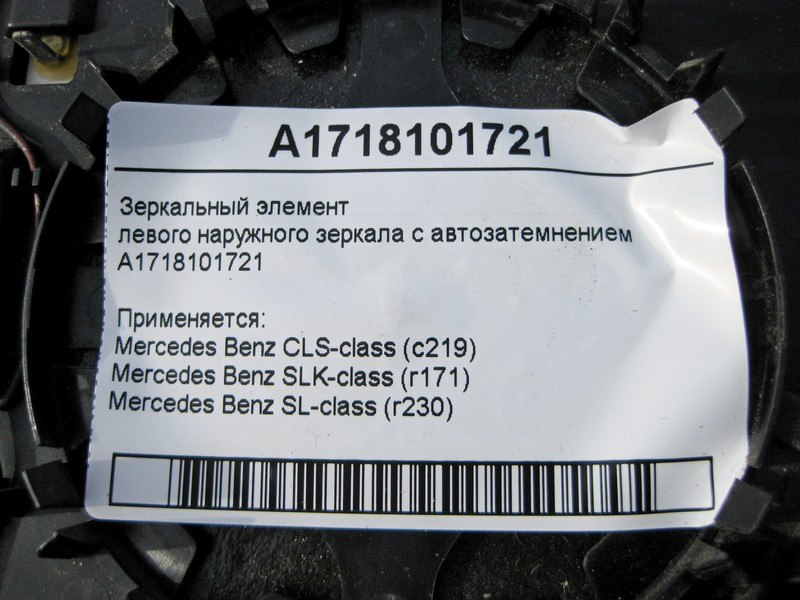 A1718101721
Зеркальный элемент
левого наружного зеркала с автозатемнением
A1718101721
Применяется:
Mercedes Benz CLS-class (c219)
Mercedes Benz SLK-class (r171)
Mercedes Benz SL-class (r230)